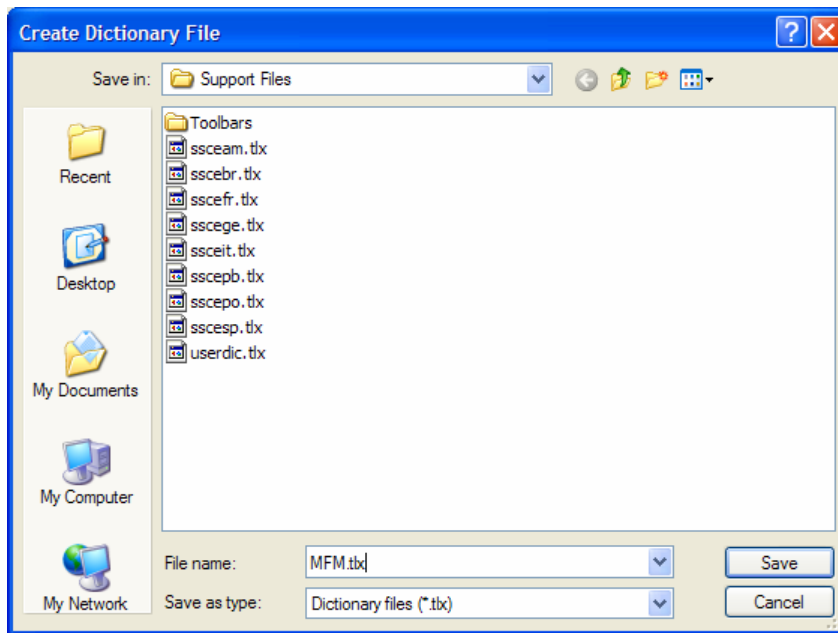 Create Dictionary File
Save in:
Support Files
Recent
Desktop
My Documents
My Computer
My Network
Toolbars
ssceam.tlx
sscebr.tlx
sscefr.tlx
sscege.tlx
ssceit.tlx
sscepb.tlx
sscepo.tlx
sscesp.tlx
userdic.tlx
File name:
MFM.tlx
Save
Save as type:
Dictionary files (*.tlx)
Cancel